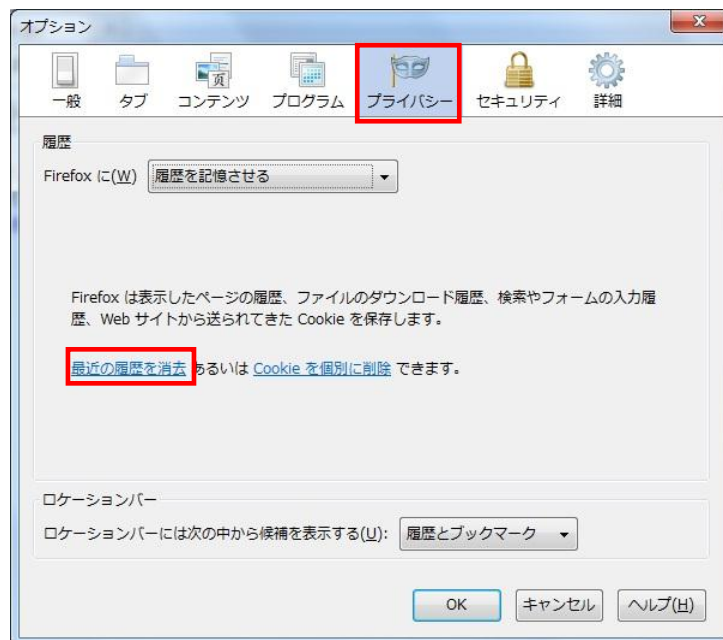 オプション
一般 タブ コンテンツ プログラム プライバシー セキュリティ 詳細
履歴
Firefox に(W) 履歴を記憶させる
Firefox は表示したページの履歴、ファイルのダウンロード履歴、検索やフォームの入力履
歴、Web サイトから送られてきた Cookie を保存します。
最近の履歴を消去 あるいは Cookie を個別に削除 できます。
ロケーションバー
ロケーションバーには次の中から候補を表示する(U): 履歴とブックマーク
OK キャンセル ヘルプ(H)